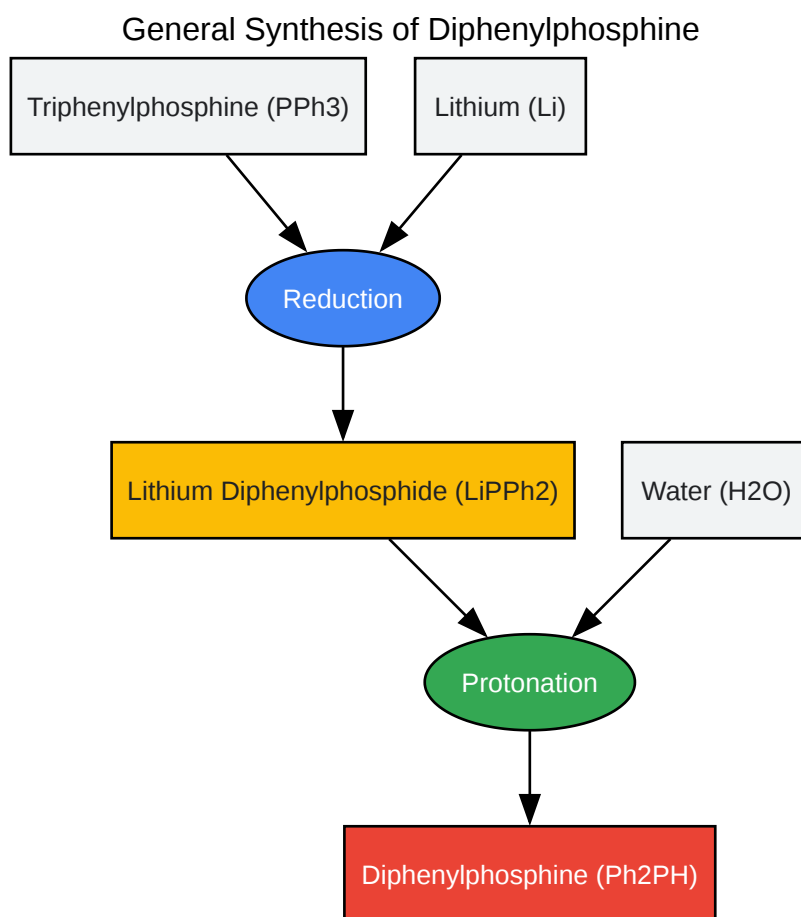 General Synthesis of Diphenylphosphine
Triphenylphosphine (PPh3)
Lithium (Li)
Reduction
Lithium Diphenylphosphide (LiPPh2)
Water (H2O)
Protonation
Diphenylphosphine (Ph2PH)